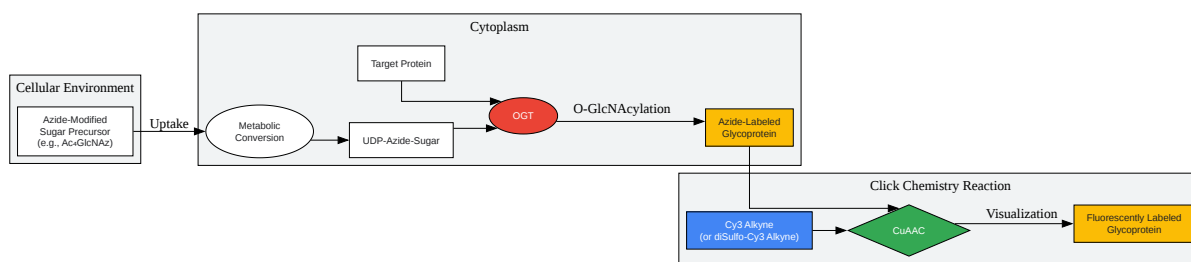 Cytoplasm
Target Protein
Cellular Environment
Azide-Modified
Sugar Precursor
(e.g., Ac₄GlcNAz)
Uptake
Metabolic
Conversion
UDP-Azide-Sugar
OGT
O-GlcNAcylation
Azide-Labeled
Glycoprotein
Click Chemistry Reaction
Cy3 Alkyne
(or diSulfo-Cy3 Alkyne)
CuAAC
Visualization
Fluorescently Labeled
Glycoprotein